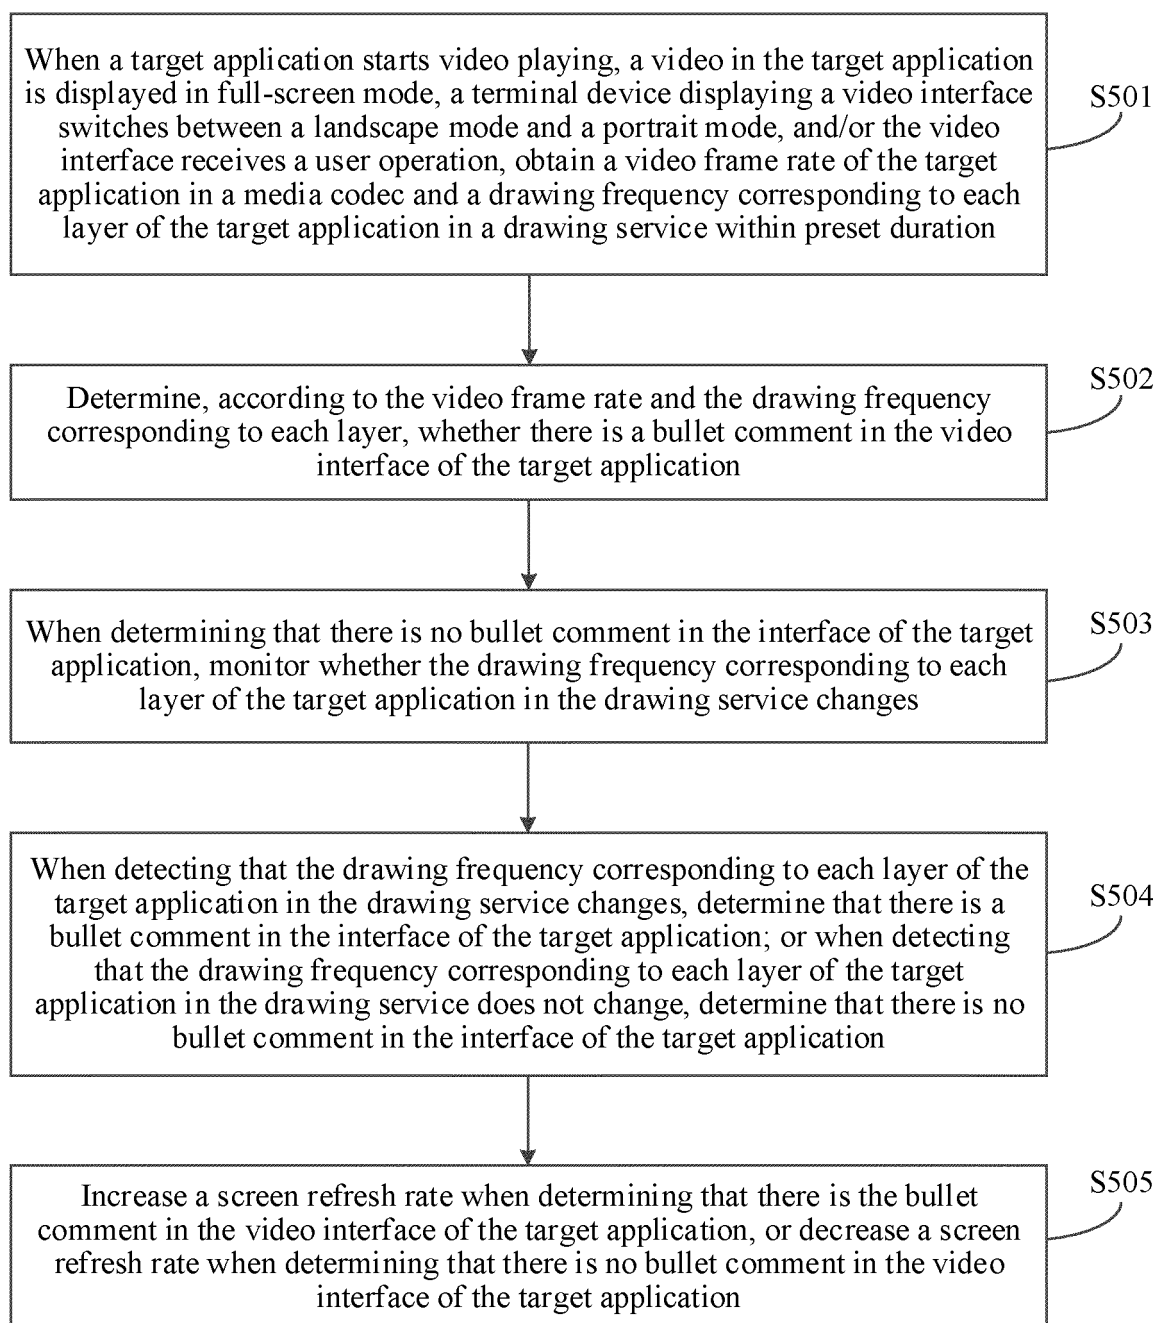 When a target application starts video playing, a video in the target application
is displayed in full-screen mode, a terminal device displaying a video interface
switches between a landscape mode and a portrait mode, and/or the video
interface receives a user operation, obtain a video frame rate of the target
application in a media codec and a drawing frequency corresponding to each
layer of the target application in a drawing service within preset duration
S501
Determine, according to the video frame rate and the drawing frequency
corresponding to each layer, whether there is a bullet comment in the video
interface of the target application
S502
When determining that there is no bullet comment in the interface of the target
application, monitor whether the drawing frequency corresponding to each
layer of the target application in the drawing service changes
S503
When detecting that the drawing frequency corresponding to each layer of the
target application in the drawing service changes, determine that there is a
bullet comment in the interface of the target application; or when detecting
that the drawing frequency corresponding to each layer of the target
application in the drawing service does not change, determine that there is no
bullet comment in the interface of the target application
S504
Increase a screen refresh rate when determining that there is the bullet
comment in the video interface of the target application, or decrease a screen
refresh rate when determining that there is no bullet comment in the video
interface of the target application
S505